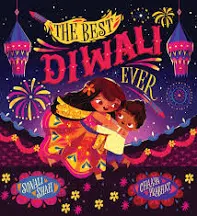 THE BEST
DIWALI
EVER
SONALI SHAH
CHAAYA PRABHAT